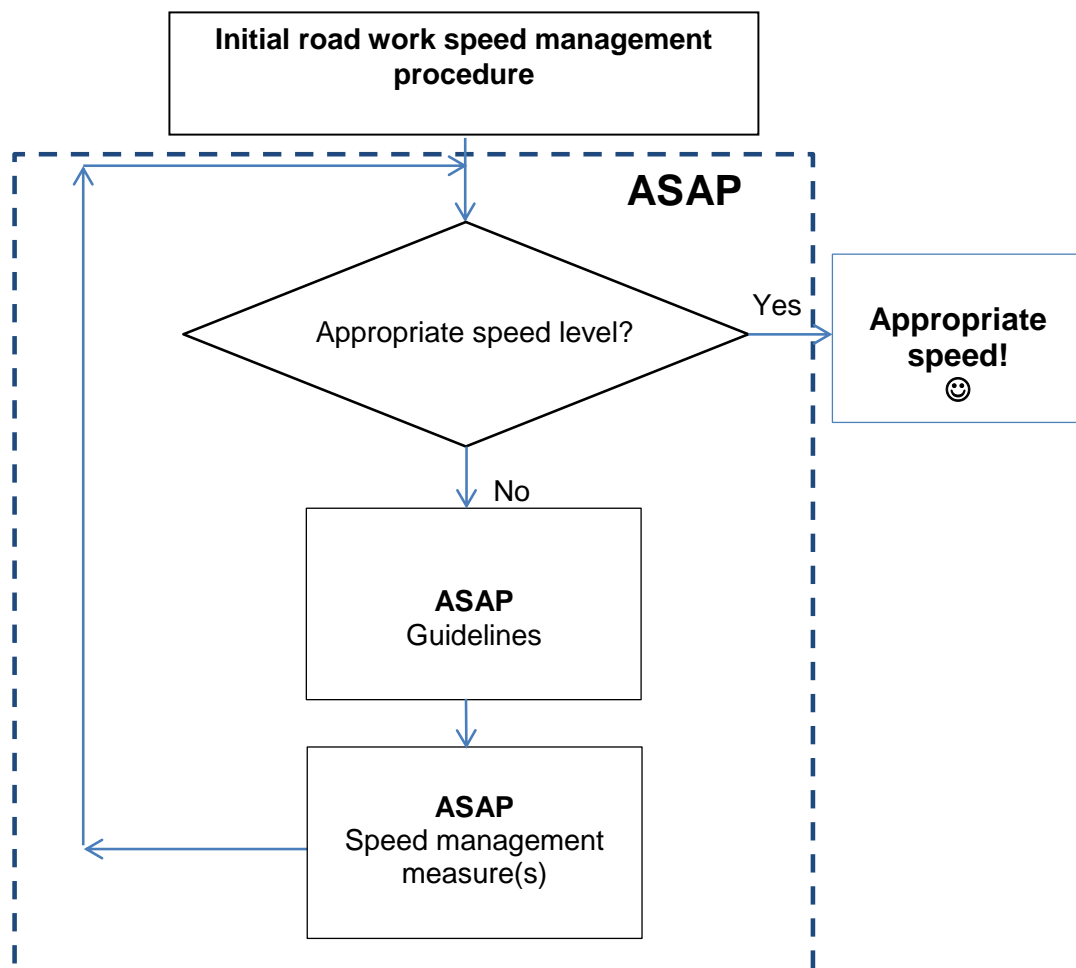 Initial road work speed management
procedure
ASAP
Appropriate speed level?
Yes
Appropriate
speed!
☺
No
ASAP
Guidelines
ASAP
Speed management
measure(s)